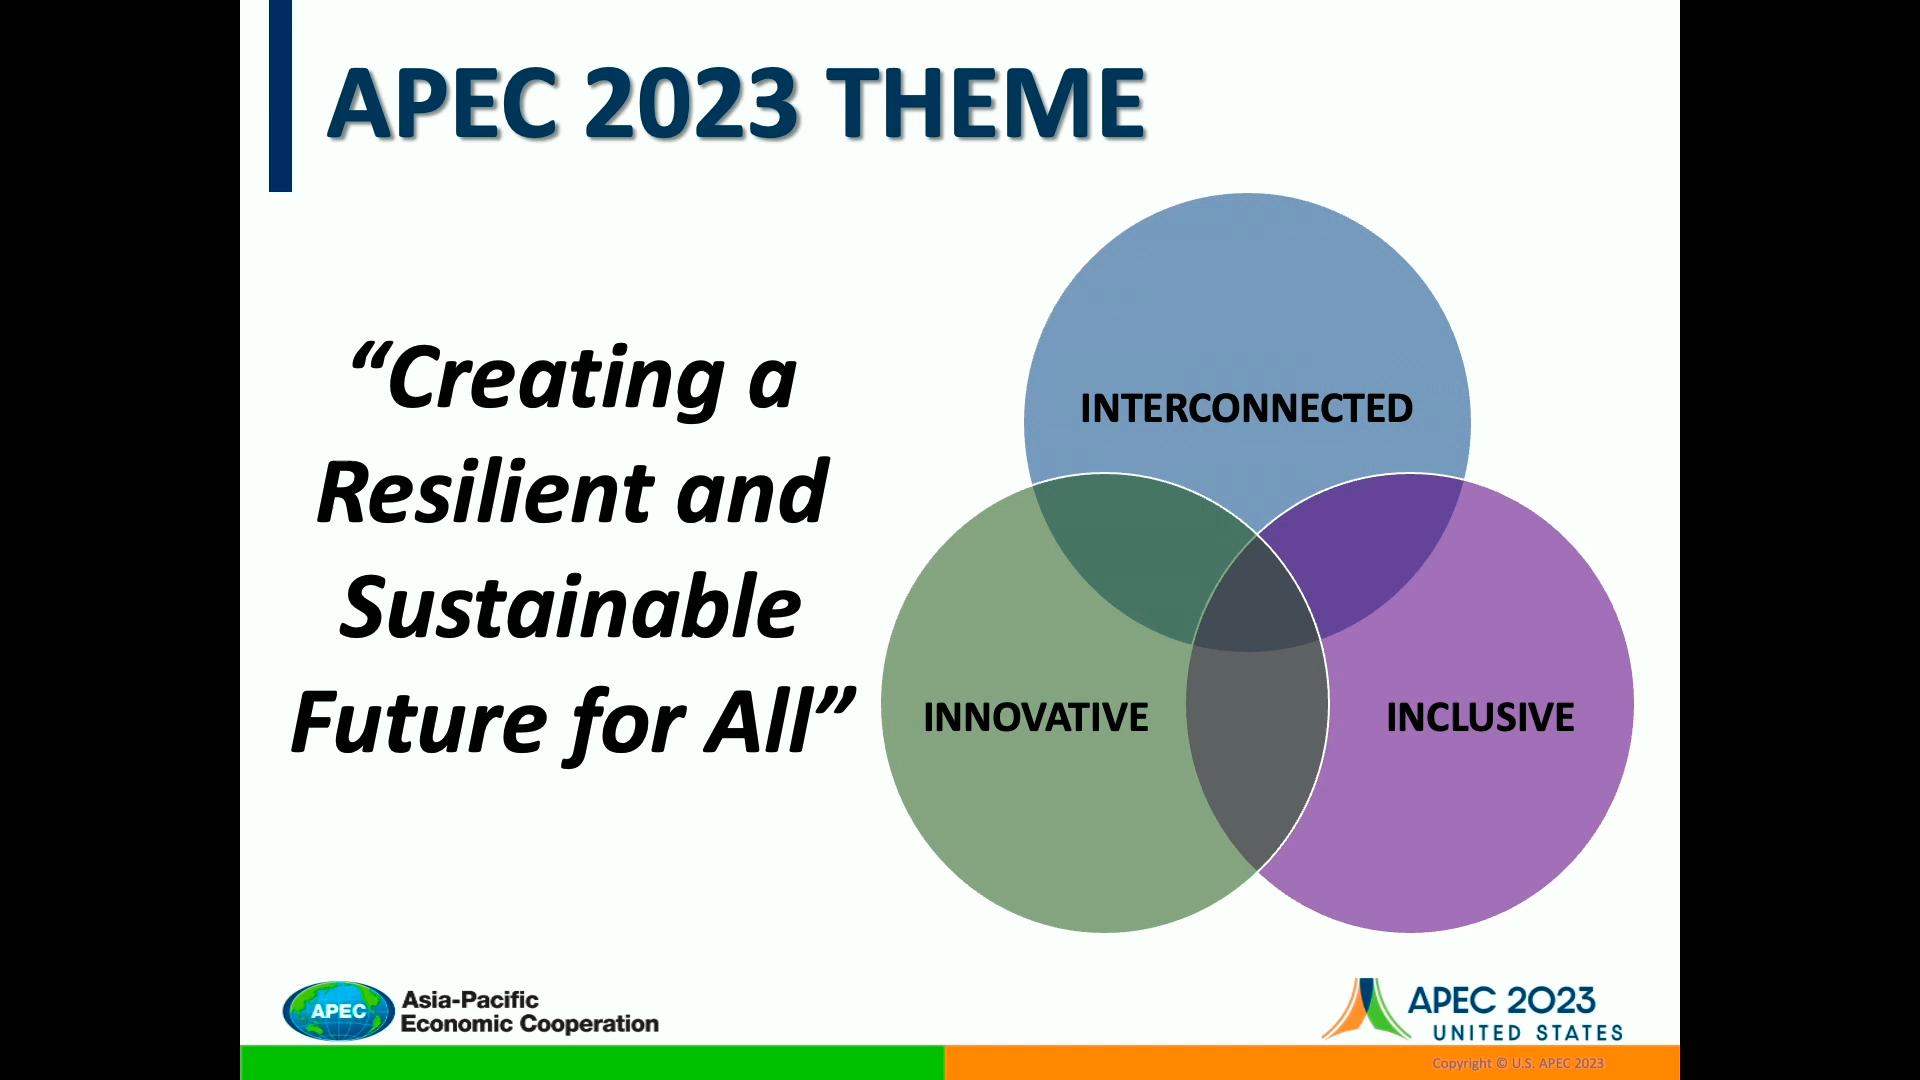 APEC 2023 THEME
“Creating a
Resilient and
Sustainable
Future for All”
INTERCONNECTED
INNOVATIVE
INCLUSIVE
APEC
Asia-Pacific
Economic Cooperation
APEC 2023
UNITED STATES
Copyright © U.S. APEC 2023